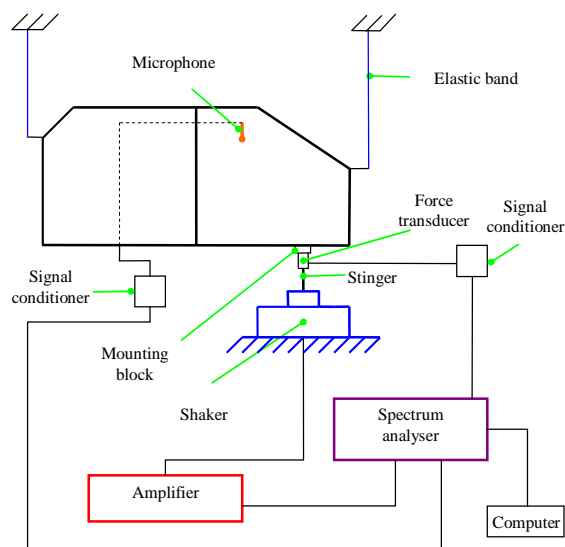 Microphone
Elastic band
Force
transducer
Signal
conditioner
Signal
conditioner
Stinger
Mounting
block
Shaker
Spectrum
analyser
Amplifier
Computer